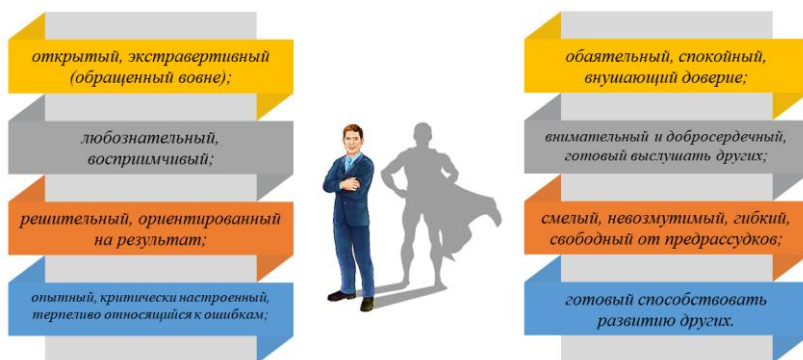 открытый, экстравертивный
(обращенный вовне);
любознательный,
восприимчивый;
решительный, ориентированный
на результат;
опытный, критически настроенный,
терпеливо относящийся к ошибкам;
обаятельный, спокойный,
внушающий доверие;
внимательный и добросердечный,
готовый выслушать других;
смелый, невозмутимый, гибкий,
свободный от предрассудков;
готовый способствовать
развитию других.